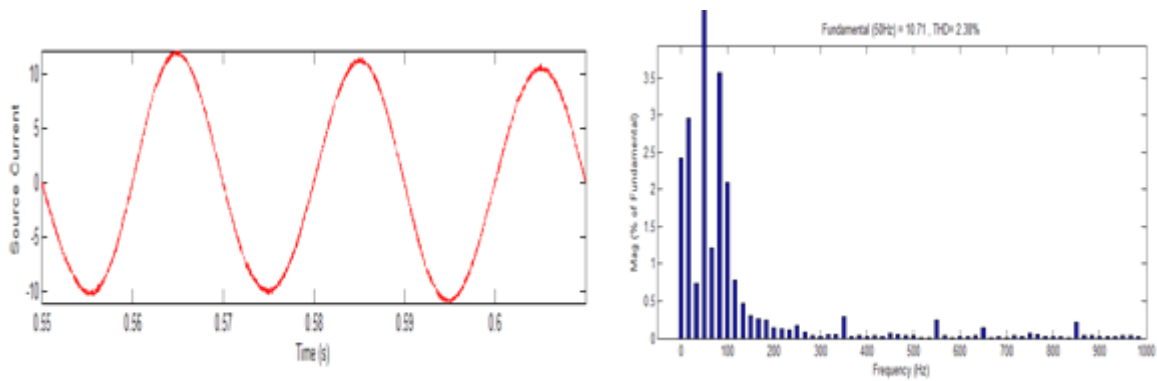 Source Current
10
5
0
-5
-10
0.55 0.56 0.57 0.58 0.59 0.6
Time (s)
Fundamental (50Hz) = 10.71 , THD= 2.38%
Mag (% of Fundamental)
3.5
3
2.5
2
1.5
1
0.5
0
0 100 200 300 400 500 600 700 800 900 1000
Frequency (Hz)